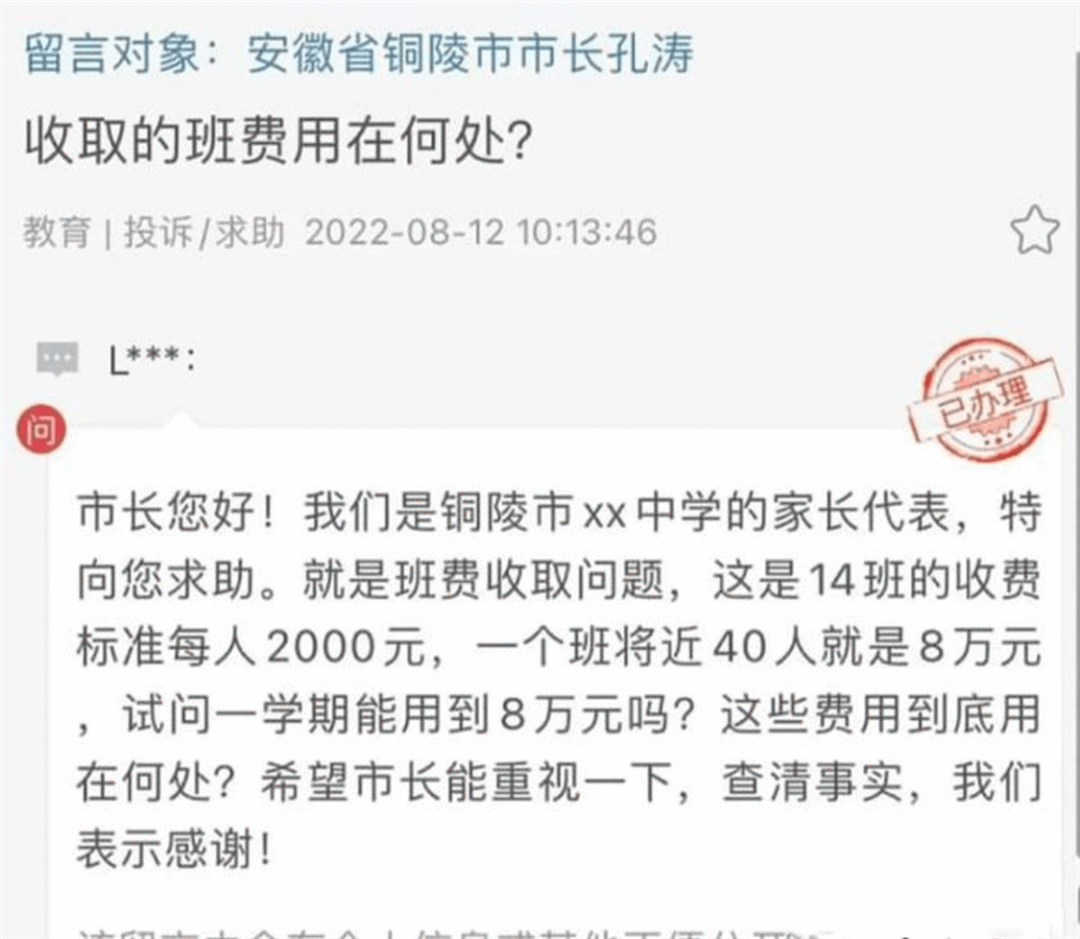 留言对象：安徽省铜陵市市长孔涛
收取的班费用在何处？
教育 | 投诉/求助 2022-08-12 10:13:46
L***：
已办理
问
市长您好！我们是铜陵市xx中学的家长代表，特
向您求助。就是班费收取问题，这是14班的收费
标准每人2000元，一个班将近40人就是8万元
，试问一学期能用到8万元吗？这些费用到底用
在何处？希望市长能重视一下，查清事实，我们
表示感谢！